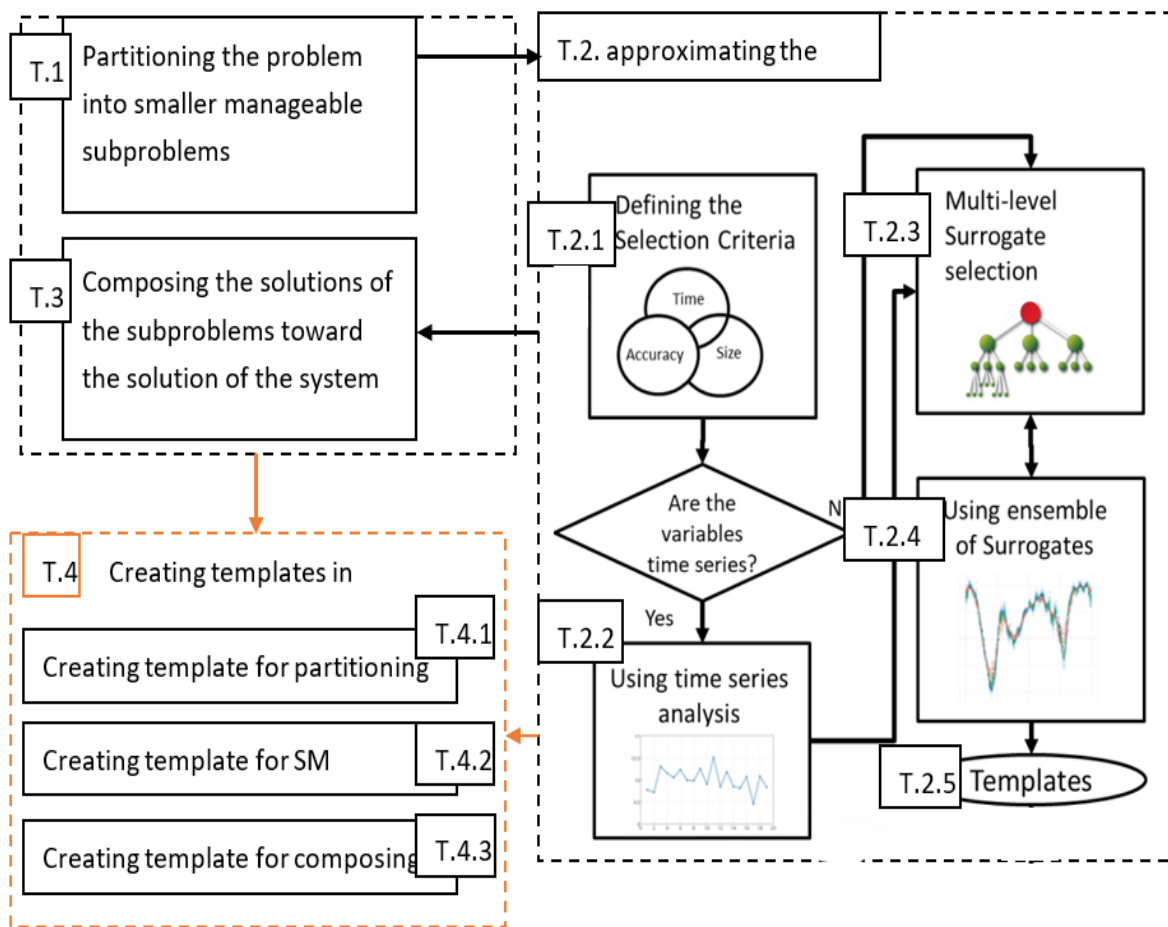 T.1
Partitioning the problem
into smaller manageable
subproblems
T.3
Composing the solutions of
the subproblems toward
the solution of the system
T.2. approximating the
T.2.1
Defining the
Selection Criteria
Time
Accuracy
Size
Are the
variables
time series?
N
Yes
T.2.2
Using time series
analysis
T.2.3
Multi-level
Surrogate
selection
T.2.4
Using ensemble
of Surrogates
T.2.5
Templates
T.4
Creating templates in
T.4.1
Creating template for partitioning
T.4.2
Creating template for SM
T.4.3
Creating template for composing